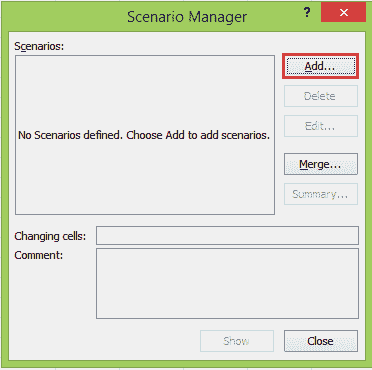 Scenario Manager
?
Scenarios:
Add...
Delete
No Scenarios defined. Choose Add to add scenarios.
Edit...
Merge...
Summary...
Changing cells:
Comment:
Show
Close